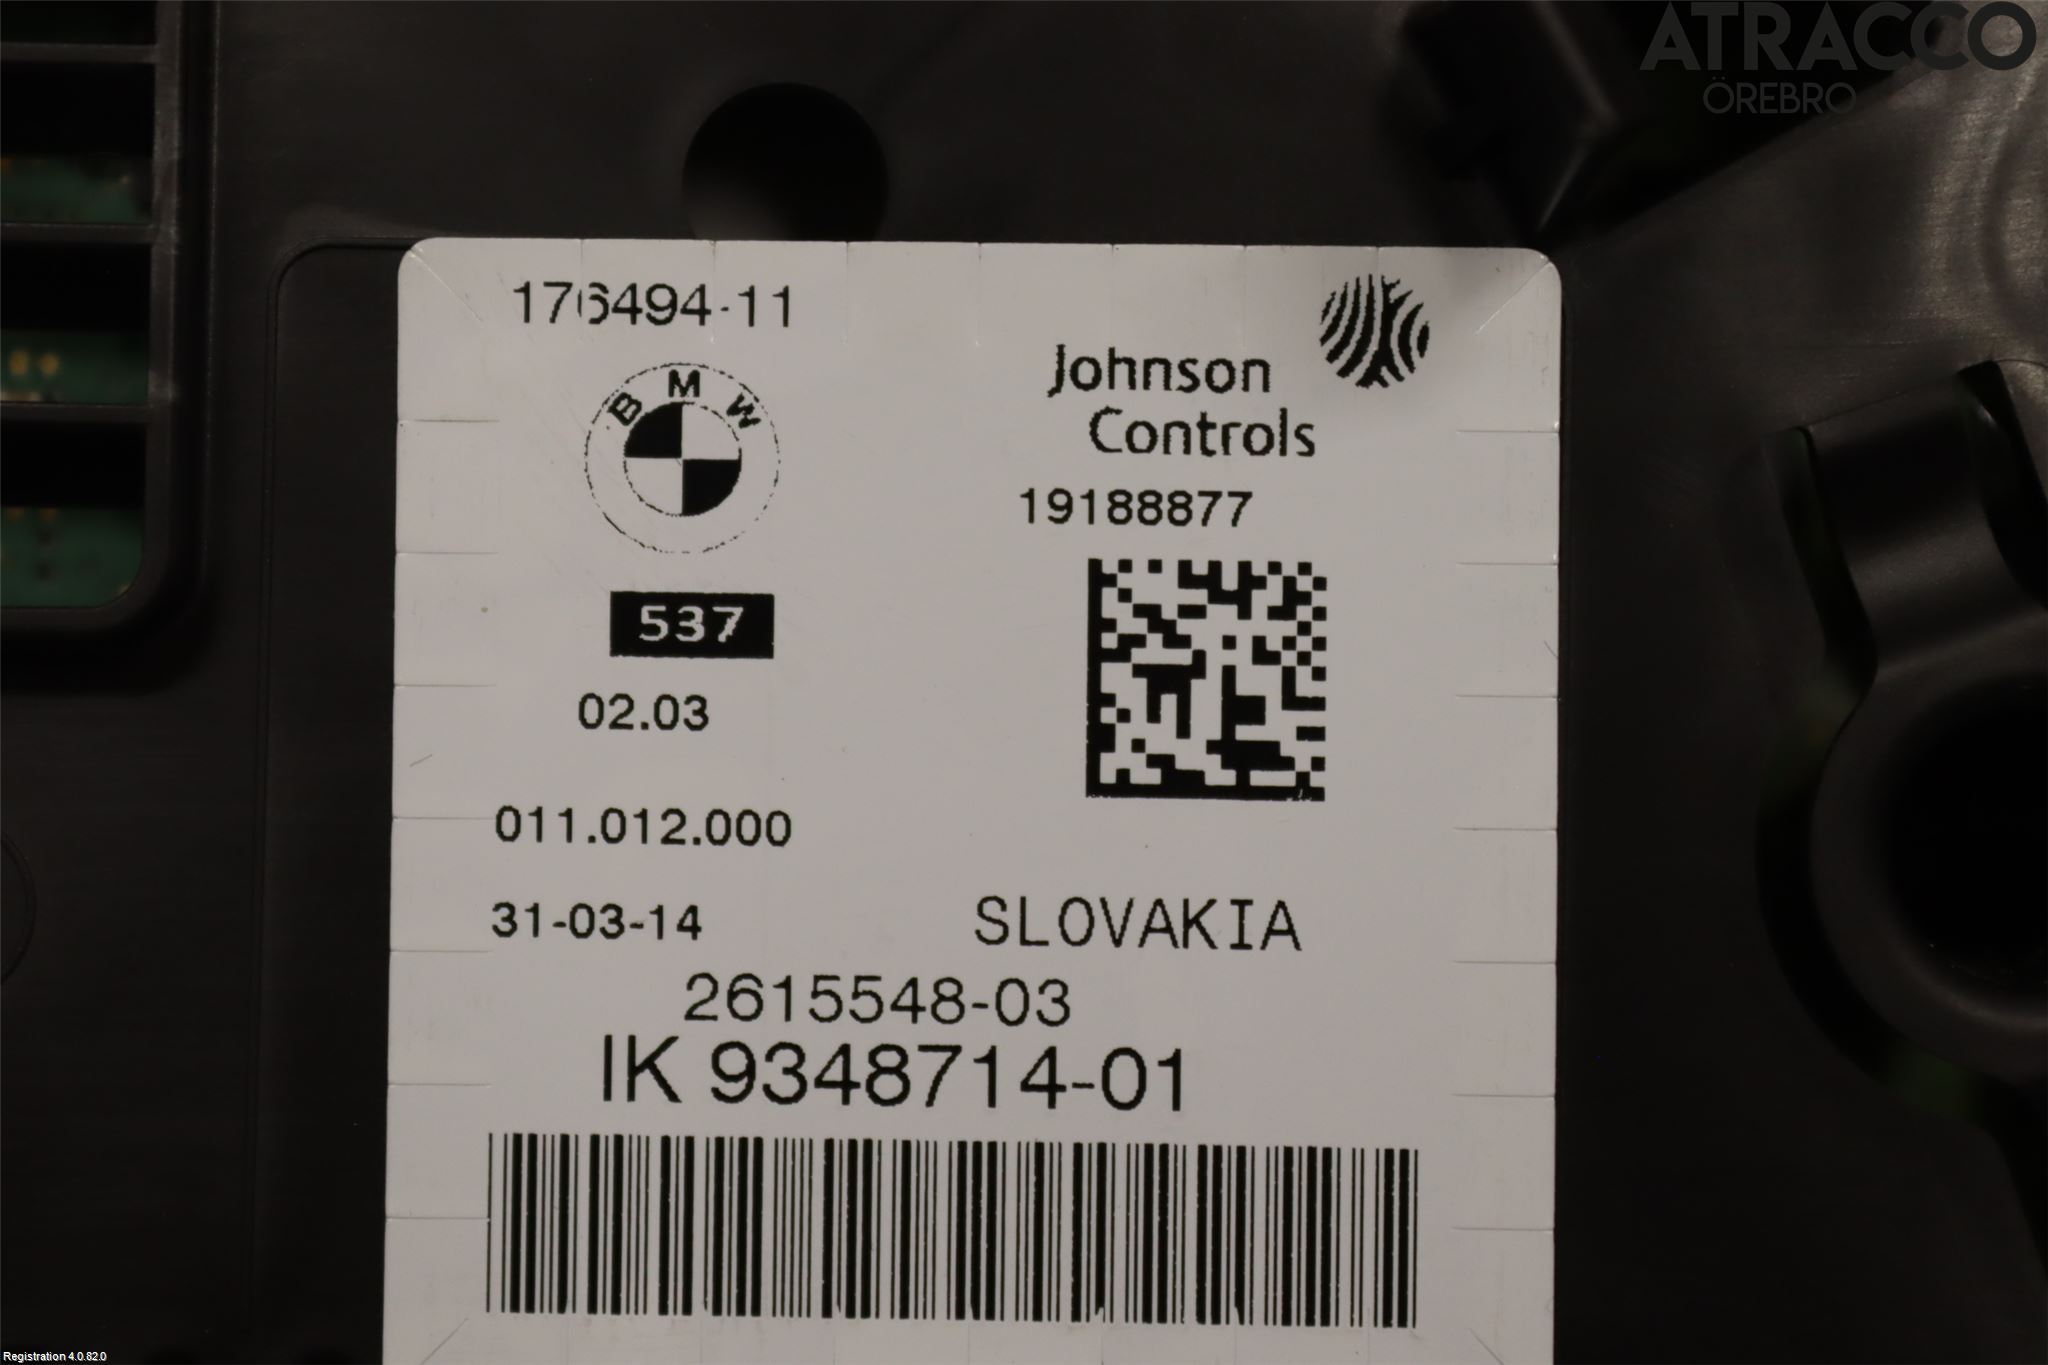 ATRACCO
ÖREBRO
176494-11
BMW
Johnson
Controls
19188877
537
02.03
011.012.000
31-03-14
SLOVAKIA
2615548-03
IK 9348714-01
Registration 4.0.82.0